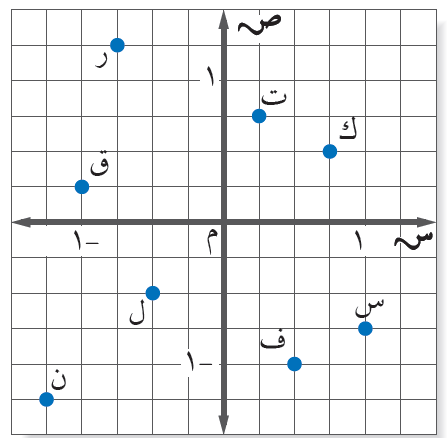 ص
ر
١
ت
ك
ق
١–
م
١
س
ل
س
ف
١–
ن